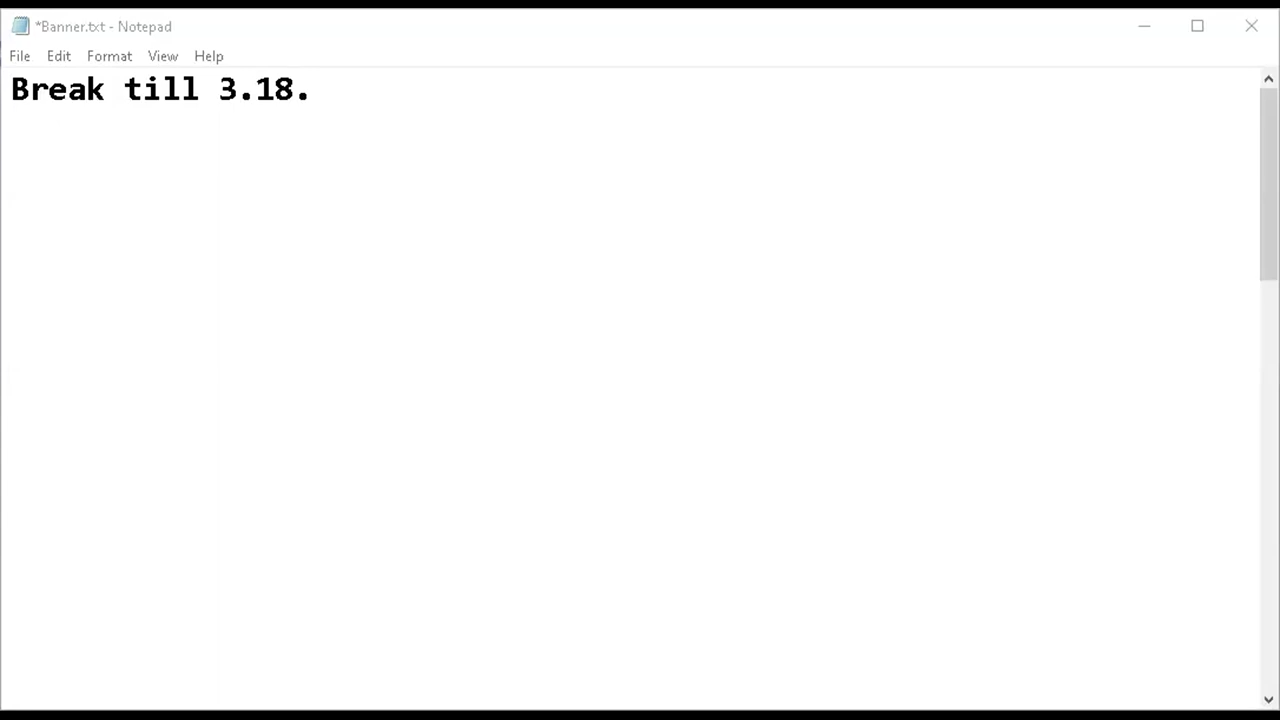 *Banner.txt - Notepad
File Edit Format View Help
Break till 3.18.